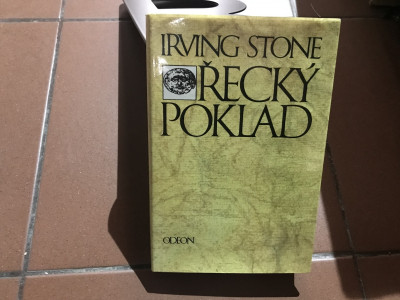 IRVING STONE
ŘECKÝ
POKLAD
ODEON